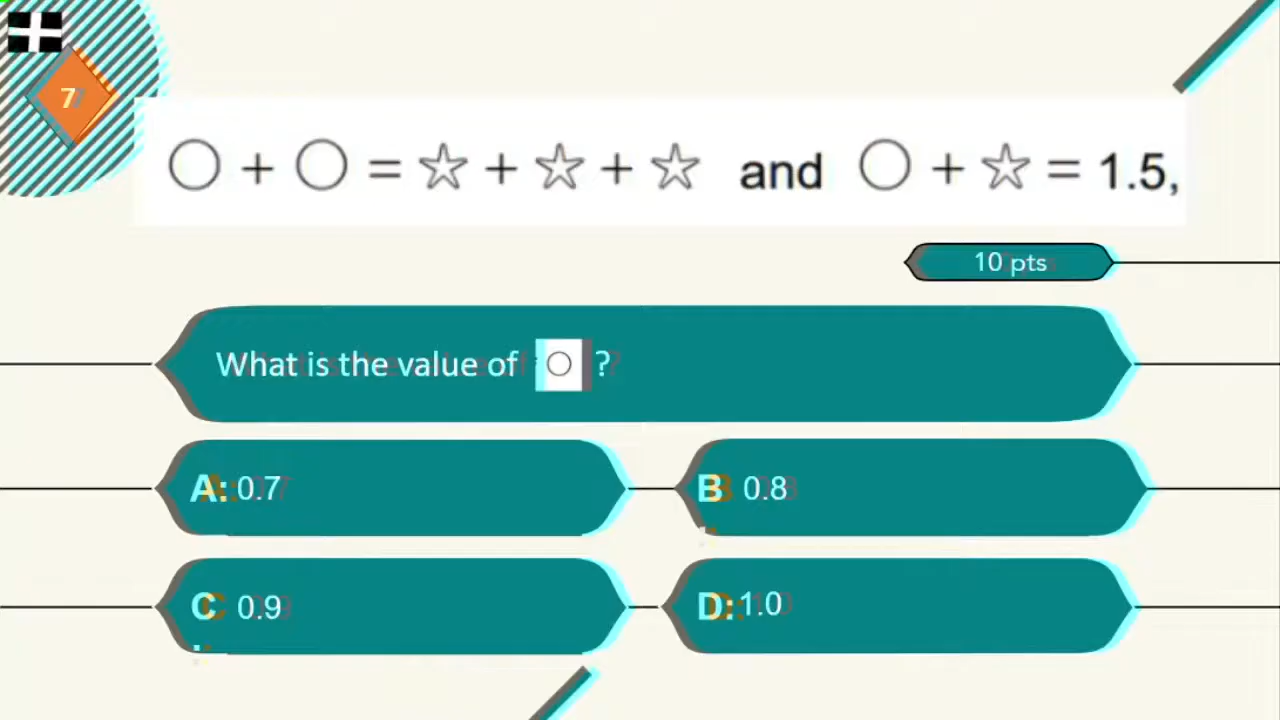 7
○ + ○ = ☆ + ☆ + ☆ and ○ + ☆ = 1.5,
10 pts
What is the value of ○ ?
A: 0.7
B 0.8
C 0.9
D: 1.0